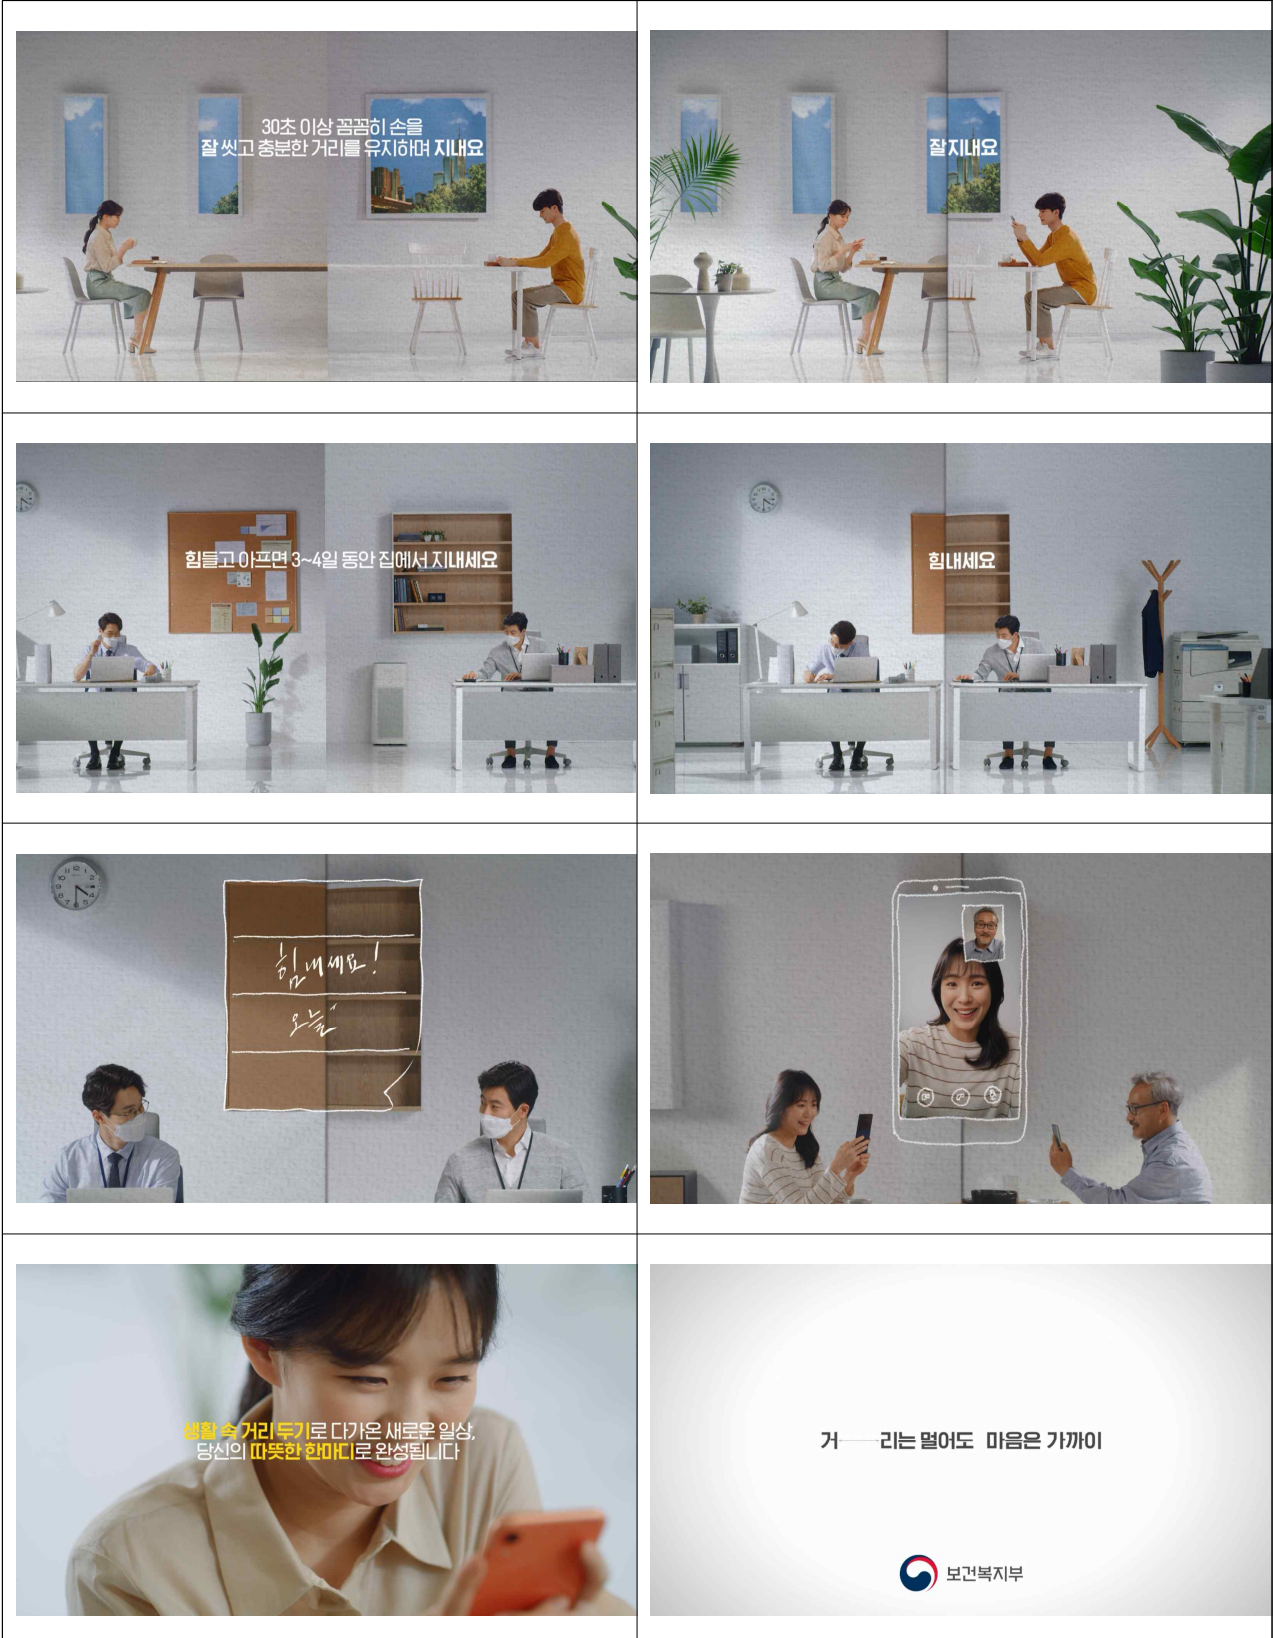 30초 이상 꼼꼼히 손을
잘 씻고 충분한 거리를 유지하며 지내요
잘지내요
힘들고 아프면 3~4일 동안 집에서 지내세요
힘내세요
힘내세요!
오늘
생활 속 거리 두기로 다가온 새로운 일상,
당신의 따뜻한 한마디로 완성됩니다
거 리는 멀어도 마음은 가까이
보건복지부